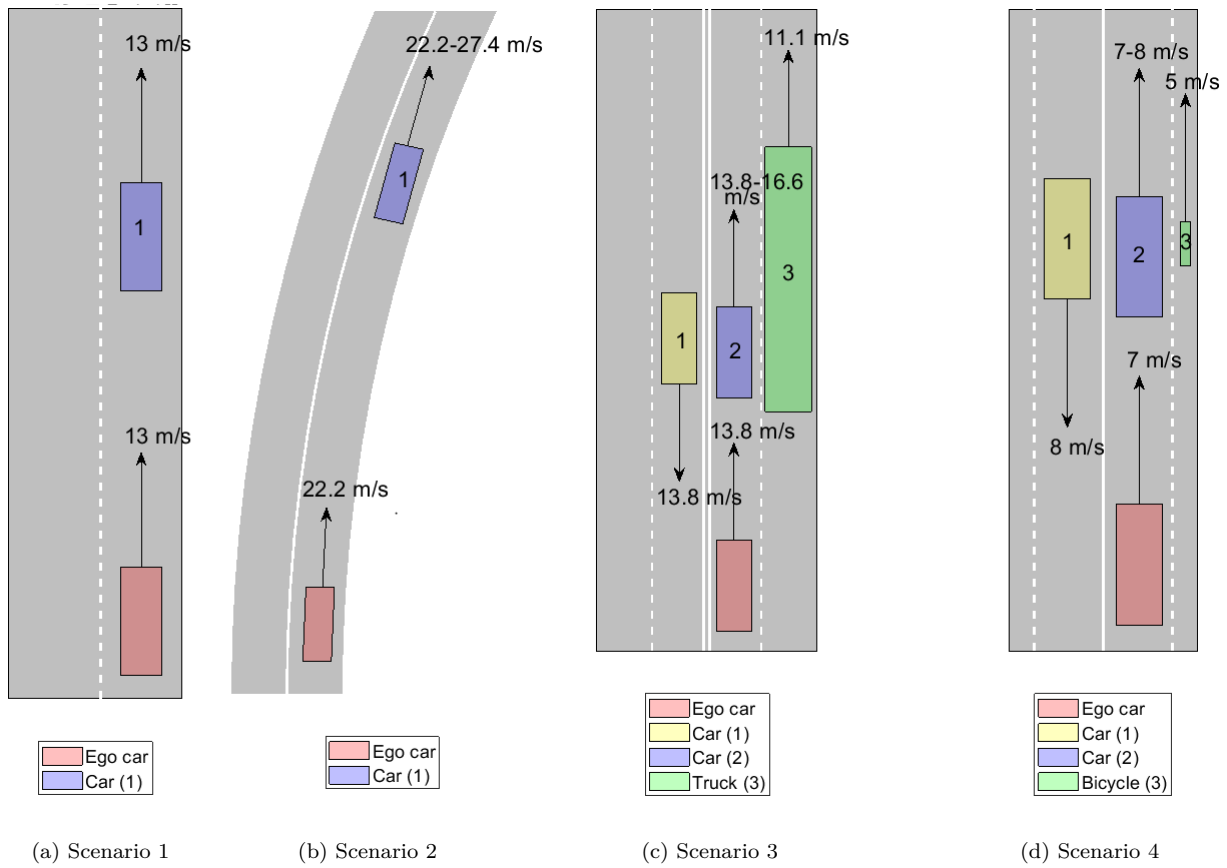 13 m/s
1
13 m/s
Ego car
Car (1)
(a) Scenario 1
22.2-27.4 m/s
1
22.2 m/s
Ego car
Car (1)
(b) Scenario 2
11.1 m/s
13.8-16.6
m/s
3
1
2
13.8 m/s
13.8 m/s
Ego car
Car (1)
Car (2)
Truck (3)
(c) Scenario 3
7-8 m/s
5 m/s
1
2
3
7 m/s
8 m/s
Ego car
Car (1)
Car (2)
Bicycle (3)
(d) Scenario 4